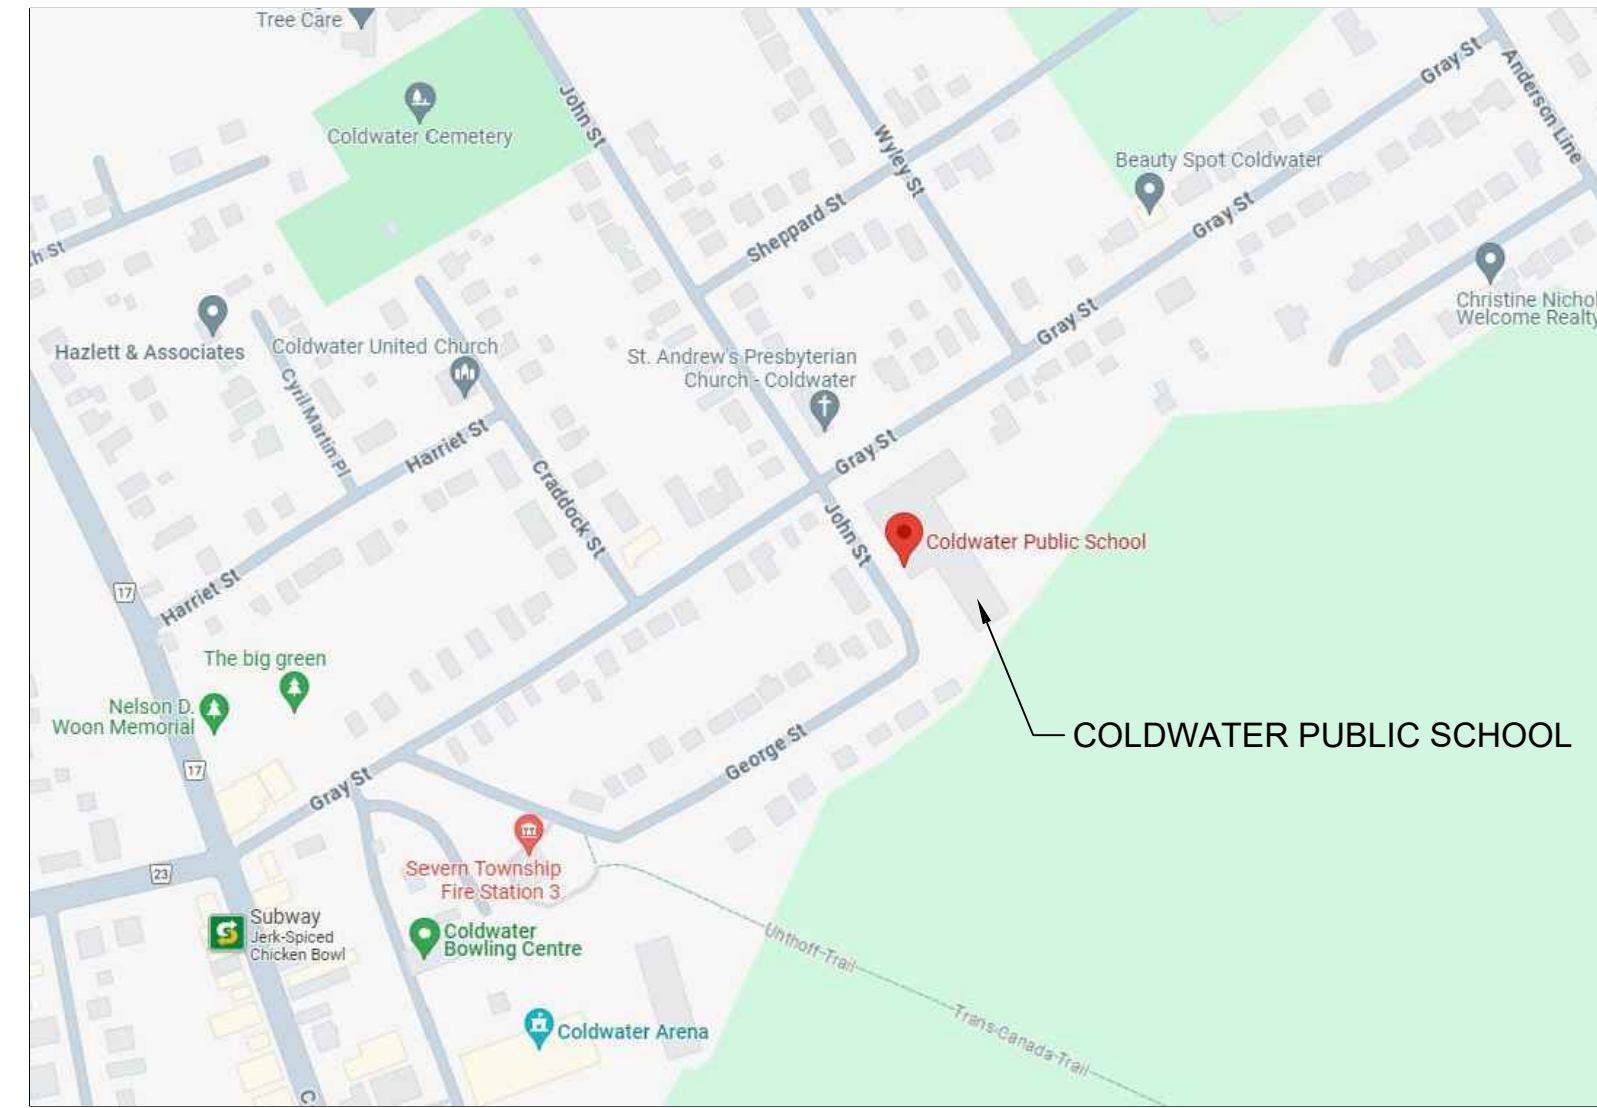 Tree Care
Coldwater Cemetery
John St
Wyley St
Gray St
Anderson Line
Beauty Spot Coldwater
Sheppard St
Gray St
Christine Nichol
Welcome Realty
Hazlett & Associates
Coldwater United Church
Gray St
St. Andrew's Presbyterian
Church - Coldwater
Cyril Martin Pl
Harriet St
Gray St
Craddock St
John St
Coldwater Public School
17
Harriet St
The big green
Nelson D.
Woon Memorial
COLDWATER PUBLIC SCHOOL
George St
17
Gray St
Severn Township
Fire Station 3
23
Subway
Jerk-Spiced
Chicken Bowl
Coldwater
Bowling Centre
Uhthoff Trail
Trans Canada Trail
Coldwater Arena